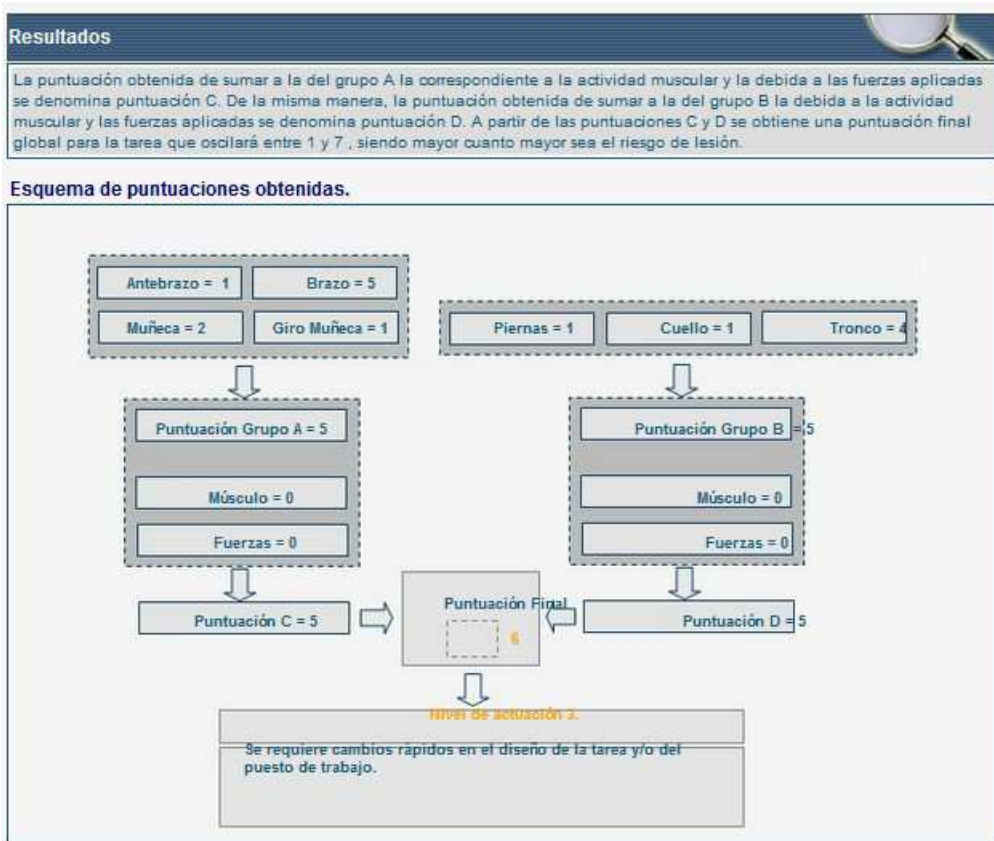 Resultados
La puntuación obtenida de sumar a la del grupo A la correspondiente a la actividad muscular y la debida a las fuerzas aplicadas
se denomina puntuación C. De la misma manera, la puntuación obtenida de sumar a la del grupo B la debida a la actividad
muscular y las fuerzas aplicadas se denomina puntuación D. A partir de las puntuaciones C y D se obtiene una puntuación final
global para la tarea que oscilará entre 1 y 7 , siendo mayor cuanto mayor sea el riesgo de lesión.
Esquema de puntuaciones obtenidas.
Antebrazo = 1
Brazo = 5
Muñeca = 2
Giro Muñeca = 1
Piernas = 1
Cuello = 1
Tronco = 4
Puntuación Grupo A = 5
Músculo = 0
Fuerzas = 0
Puntuación Grupo B = 5
Músculo = 0
Fuerzas = 0
Puntuación C = 5
Puntuación Final
6
Puntuación D = 5
Nivel de actuación 3.
Se requiere cambios rápidos en el diseño de la tarea y/o del
puesto de trabajo.